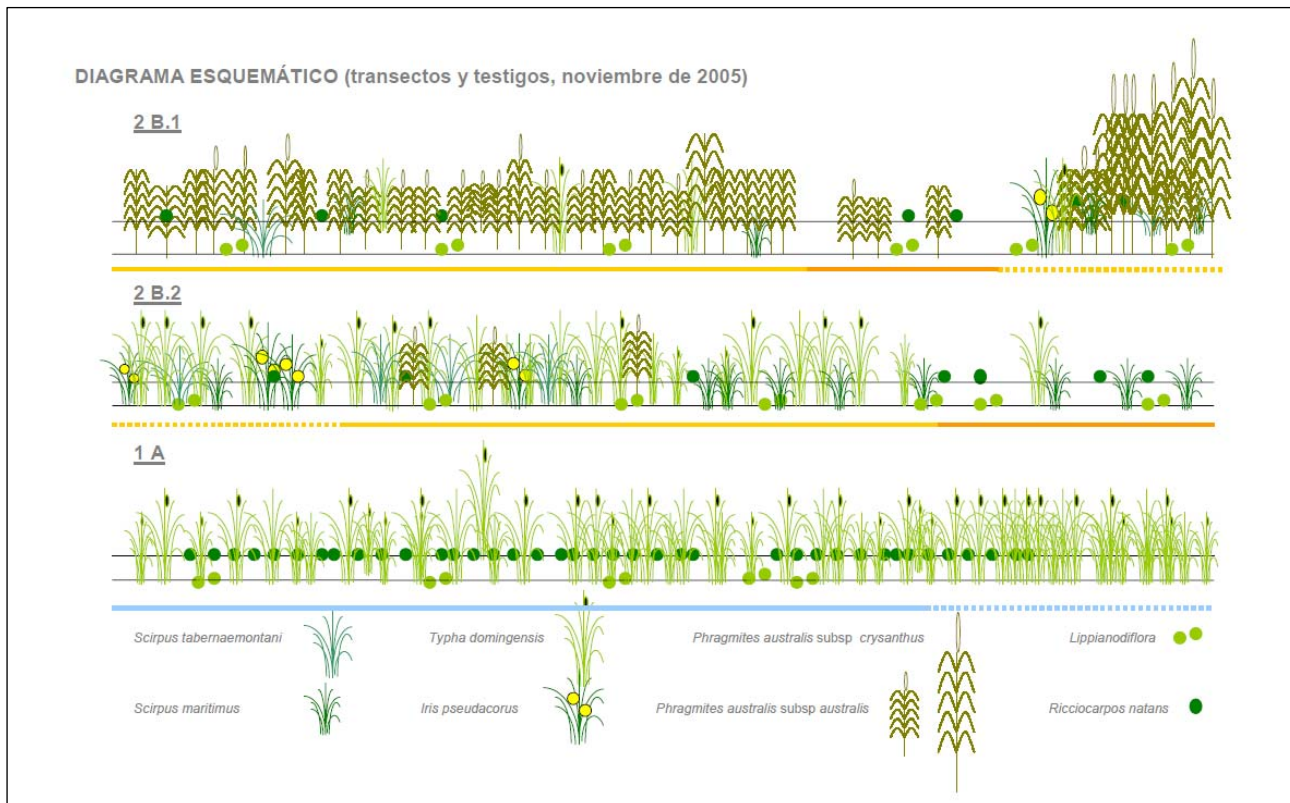 DIAGRAMA ESQUEMÁTICO (transectos y testigos, noviembre de 2005)
2 B.1
2 B.2
1 A
Scirpus tabernaemontani
Typha domingensis
Phragmites australis subsp crysanthus
Lippianodiflora
Scirpus maritimus
Iris pseudacorus
Phragmites australis subsp australis
Ricciocarpos natans